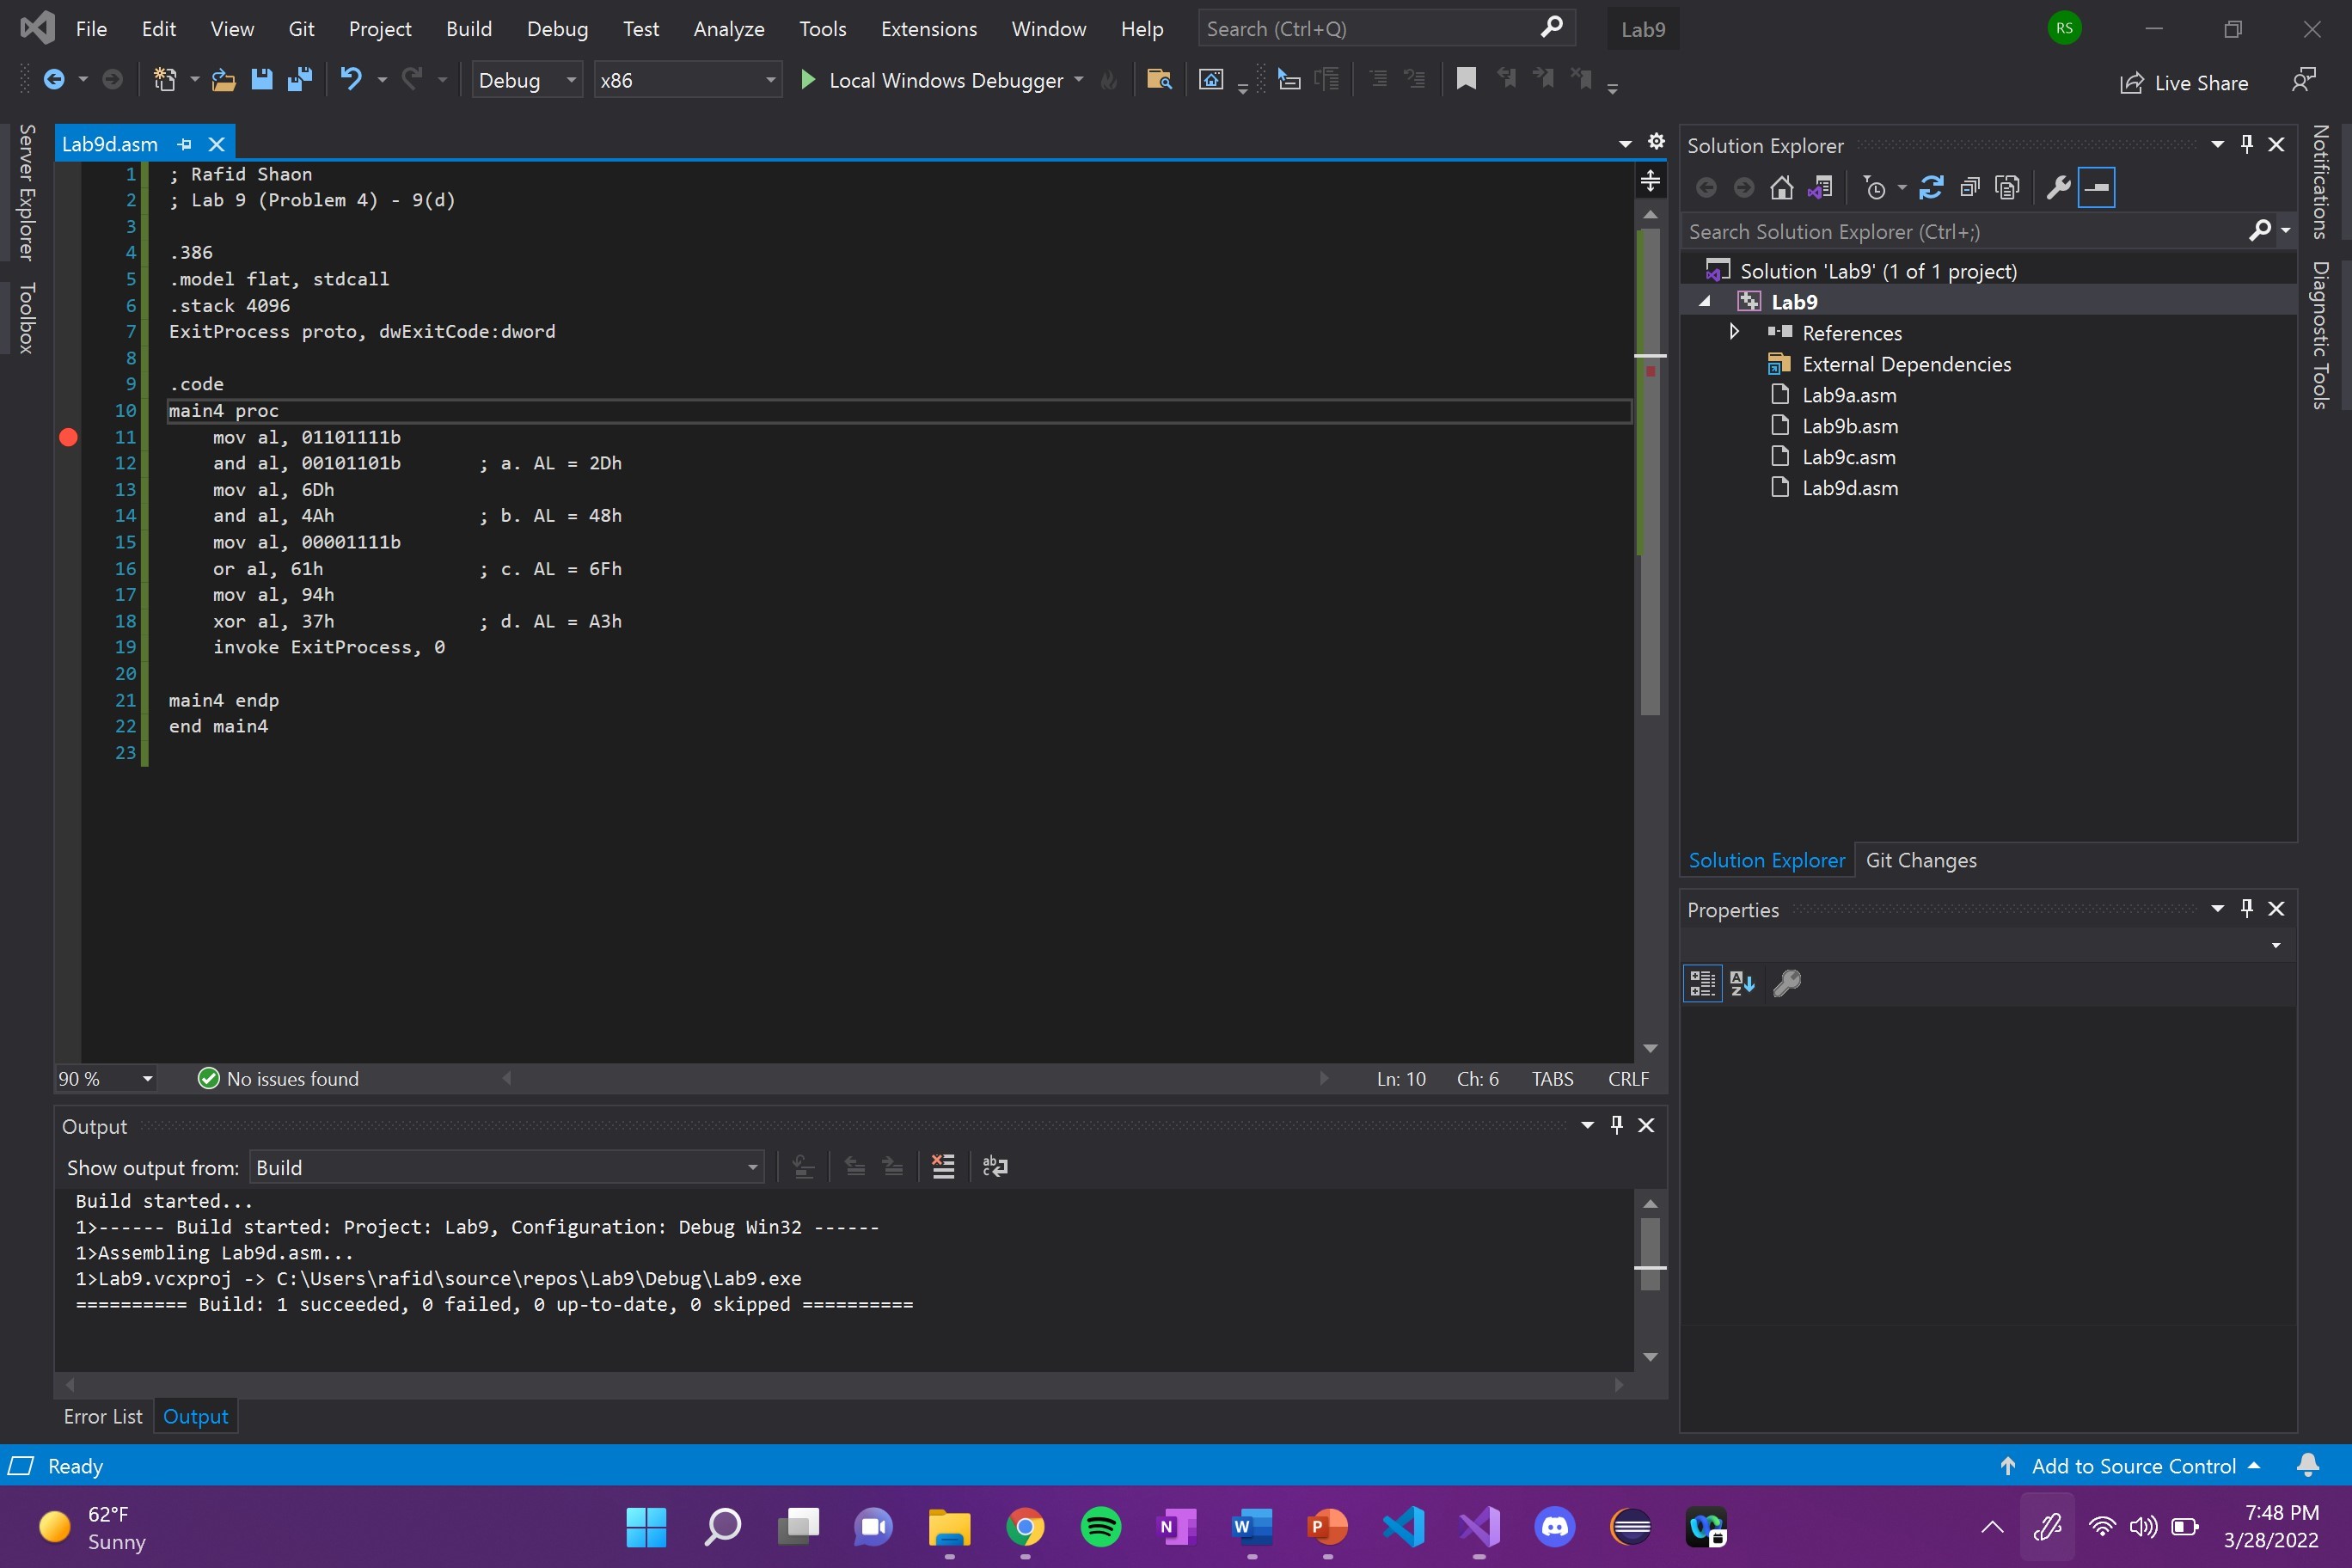 File Edit View Git Project Build Debug Test Analyze Tools Extensions Window Help Search (Ctrl+Q) Lab9 RS
Debug x86 Local Windows Debugger Live Share
Server Explorer
Toolbox
Lab9d.asm
1 ; Rafid Shaon
2 ; Lab 9 (Problem 4) - 9(d)
3
4 .386
5 .model flat, stdcall
6 .stack 4096
7 ExitProcess proto, dwExitCode:dword
8
9 .code
10 main4 proc
11 mov al, 01101111b
12 and al, 00101101b ; a. AL = 2Dh
13 mov al, 6Dh
14 and al, 4Ah ; b. AL = 48h
15 mov al, 00001111b
16 or al, 61h ; c. AL = 6Fh
17 mov al, 94h
18 xor al, 37h ; d. AL = A3h
19 invoke ExitProcess, 0
20
21 main4 endp
22 end main4
23
90 % No issues found Ln: 10 Ch: 6 TABS CRLF
Output
Show output from: Build
Build started...
1>------ Build started: Project: Lab9, Configuration: Debug Win32 ------
1>Assembling Lab9d.asm...
1>Lab9.vcxproj -> C:\Users\rafid\source\repos\Lab9\Debug\Lab9.exe
========== Build: 1 succeeded, 0 failed, 0 up-to-date, 0 skipped ==========
Error List Output
Solution Explorer
Search Solution Explorer (Ctrl+;)
Solution 'Lab9' (1 of 1 project)
Lab9
References
External Dependencies
Lab9a.asm
Lab9b.asm
Lab9c.asm
Lab9d.asm
Solution Explorer Git Changes
Properties
Notifications
Diagnostic Tools
Ready Add to Source Control
62°F
Sunny
7:48 PM
3/28/2022